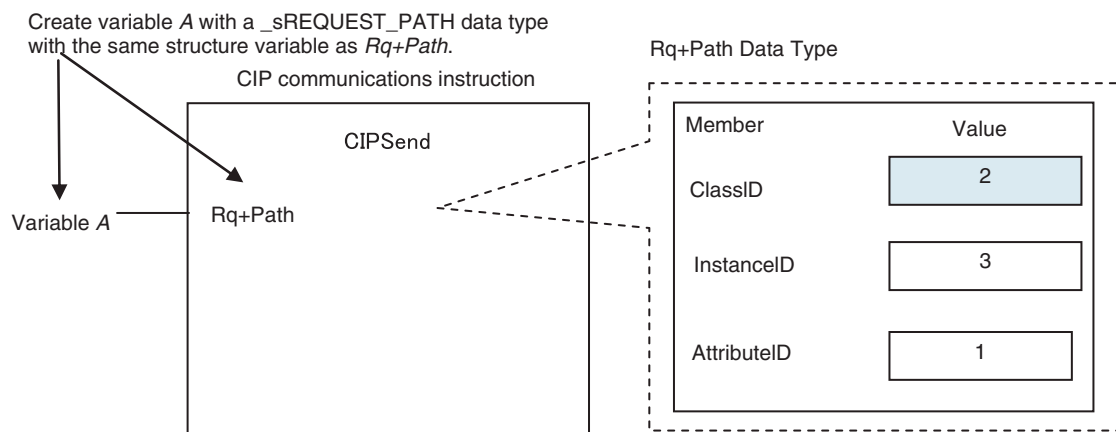 Create variable A with a _sREQUEST_PATH data type
with the same structure variable as Rq+Path.
CIP communications instruction
CIPSend
Variable A
Rq+Path
Rq+Path Data Type
Member Value
ClassID 2
InstanceID 3
AttributeID 1